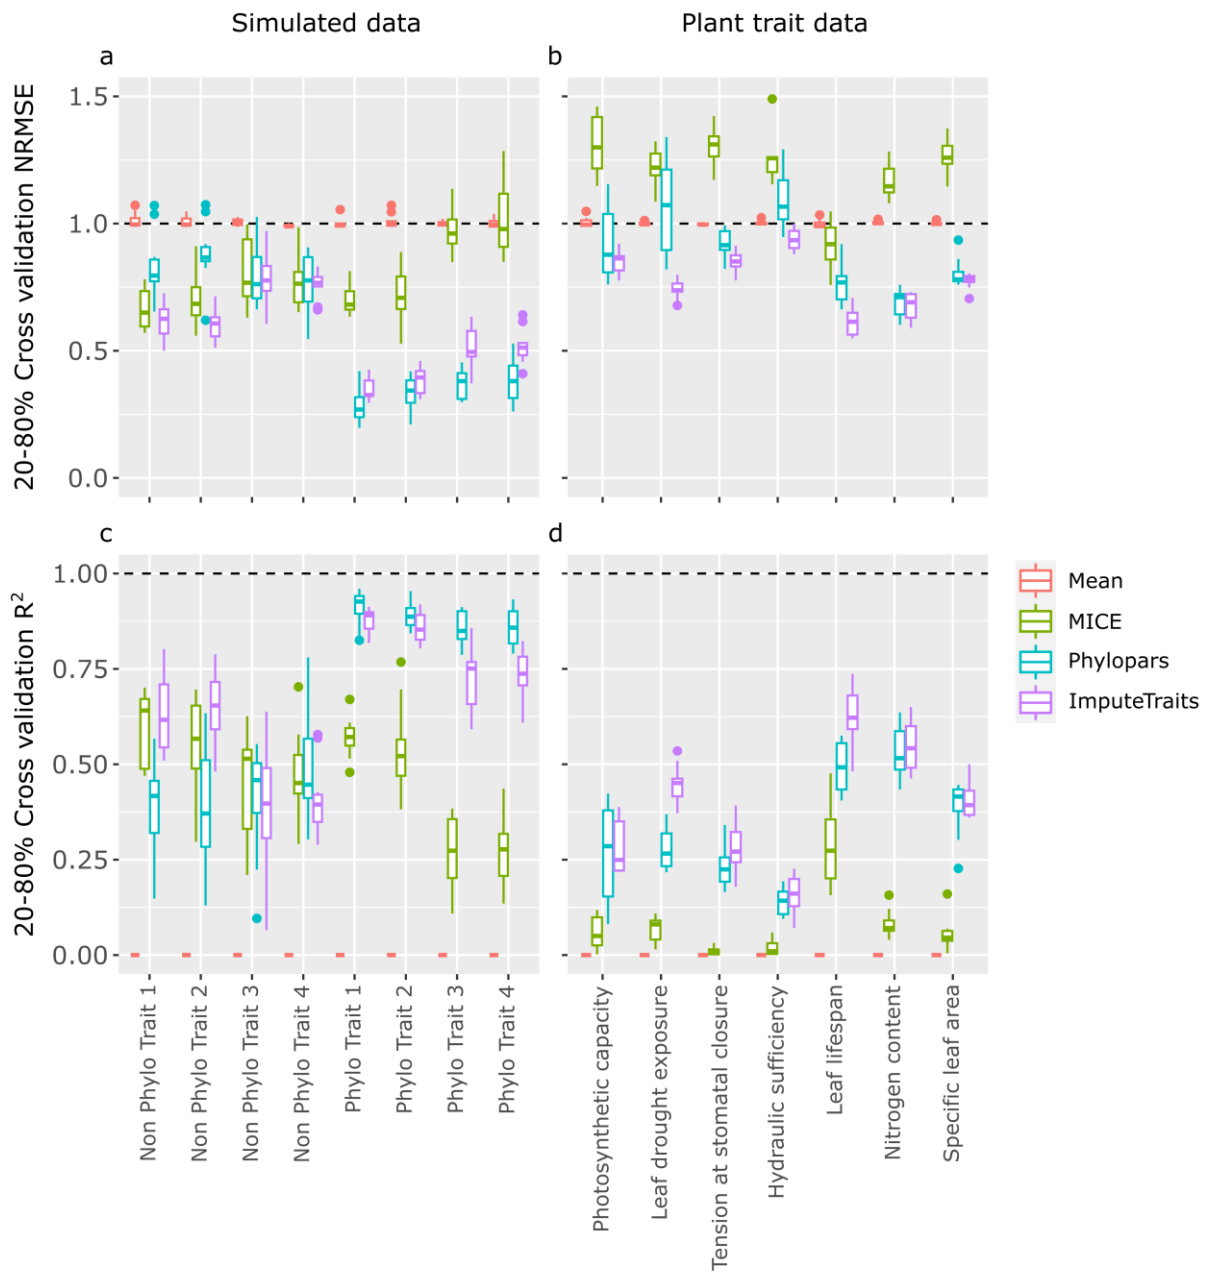 Simulated data
Plant trait data
a
b
20-80% Cross validation NRMSE
1.5
1.0
0.5
0.0
c
d
20-80% Cross validation R²
1.00
0.75
0.50
0.25
0.00
Non Phylo Trait 1
Non Phylo Trait 2
Non Phylo Trait 3
Non Phylo Trait 4
Phylo Trait 1
Phylo Trait 2
Phylo Trait 3
Phylo Trait 4
Photosynthetic capacity
Leaf drought exposure
Tension at stomatal closure
Hydraulic sufficiency
Leaf lifespan
Nitrogen content
Specific leaf area
Mean
MICE
Phylopars
ImputeTraits